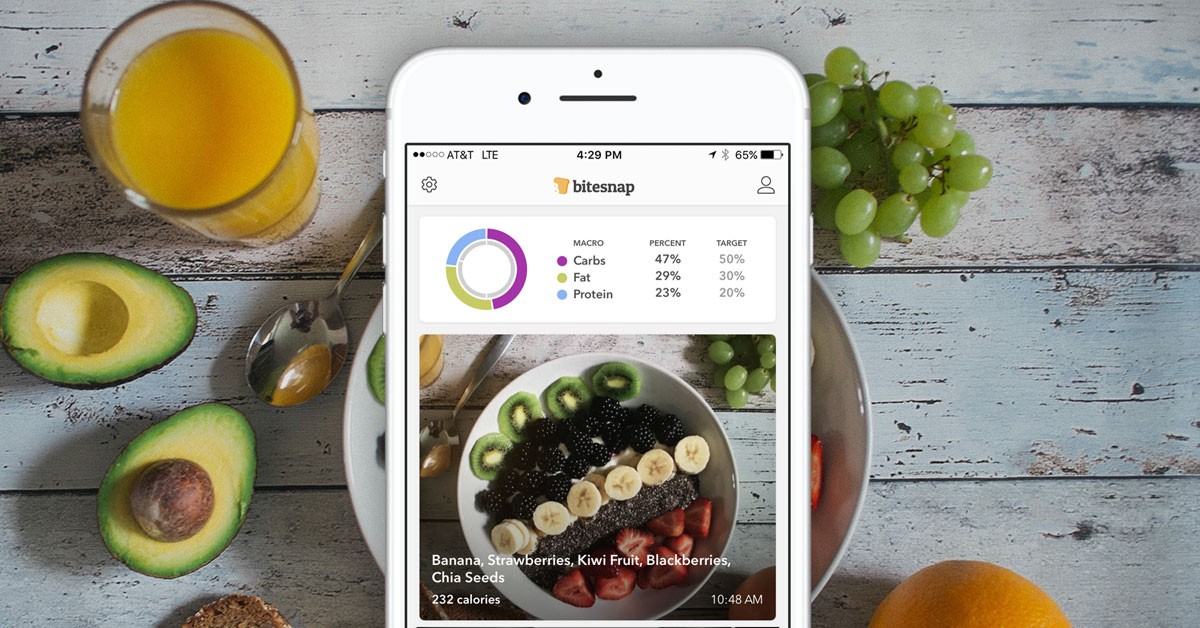 AT&T LTE 4:29 PM 65%
bitesnap
MACRO PERCENT TARGET
Carbs 47% 50%
Fat 29% 30%
Protein 23% 20%
Banana, Strawberries, Kiwi Fruit, Blackberries,
Chia Seeds
232 calories 10:48 AM